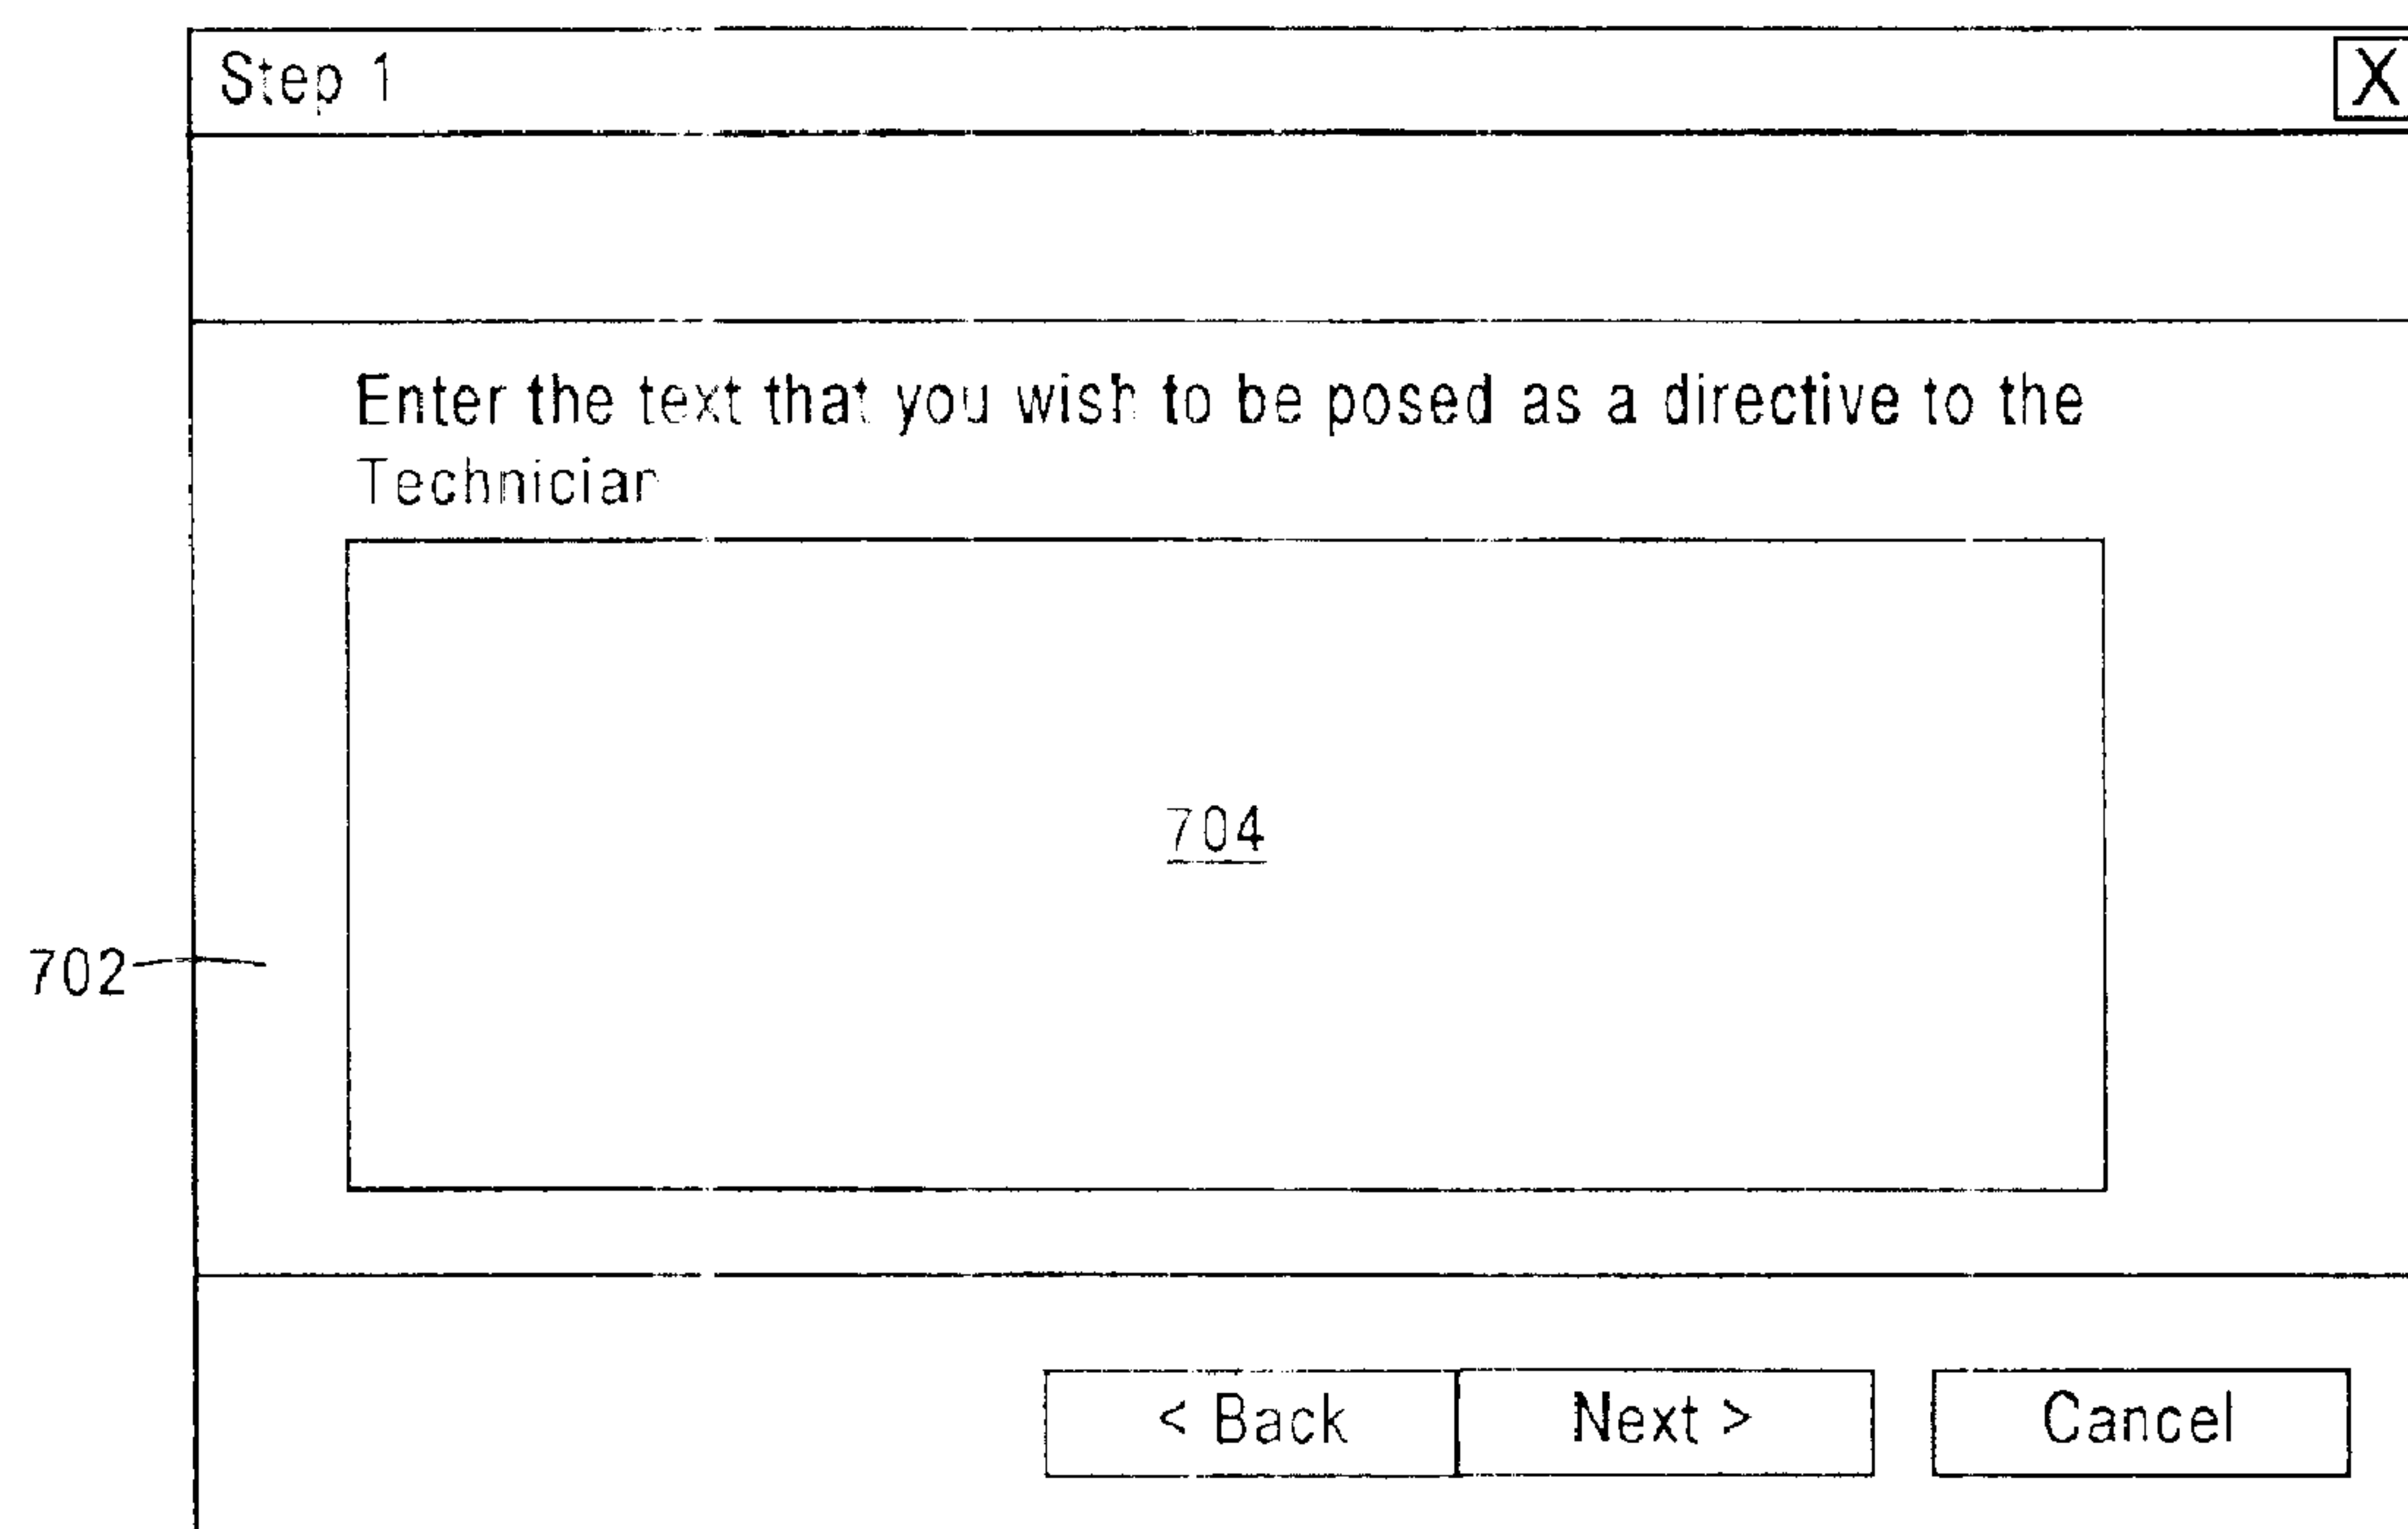 Step 1 X
Enter the text that you wish to be posed as a directive to the
Technician
704
702
< Back Next > Cancel